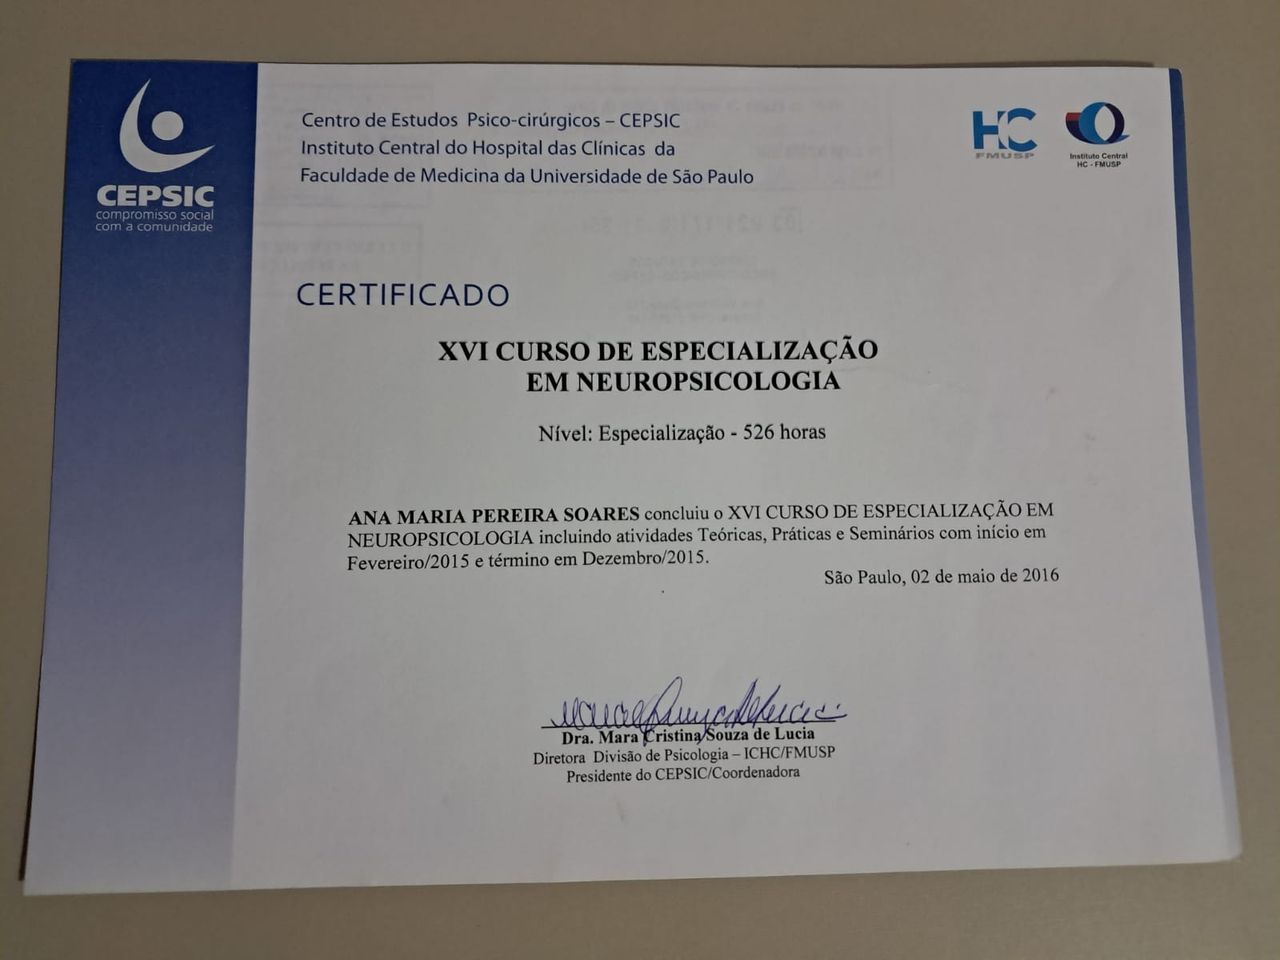 CEPSIC
compromisso social
com a comunidade
Centro de Estudos Psico-cirúrgicos – CEPSIC
Instituto Central do Hospital das Clínicas da
Faculdade de Medicina da Universidade de São Paulo
HC
FMUSP
Instituto Central
HC - FMUSP
CERTIFICADO
XVI CURSO DE ESPECIALIZAÇÃO
EM NEUROPSICOLOGIA
Nível: Especialização - 526 horas
ANA MARIA PEREIRA SOARES concluiu o XVI CURSO DE ESPECIALIZAÇÃO EM
NEUROPSICOLOGIA incluindo atividades Teóricas, Práticas e Seminários com início em
Fevereiro/2015 e término em Dezembro/2015.
São Paulo, 02 de maio de 2016
Dra. Mara Cristina Souza de Lucia
Diretora Divisão de Psicologia – ICHC/FMUSP
Presidente do CEPSIC/Coordenadora